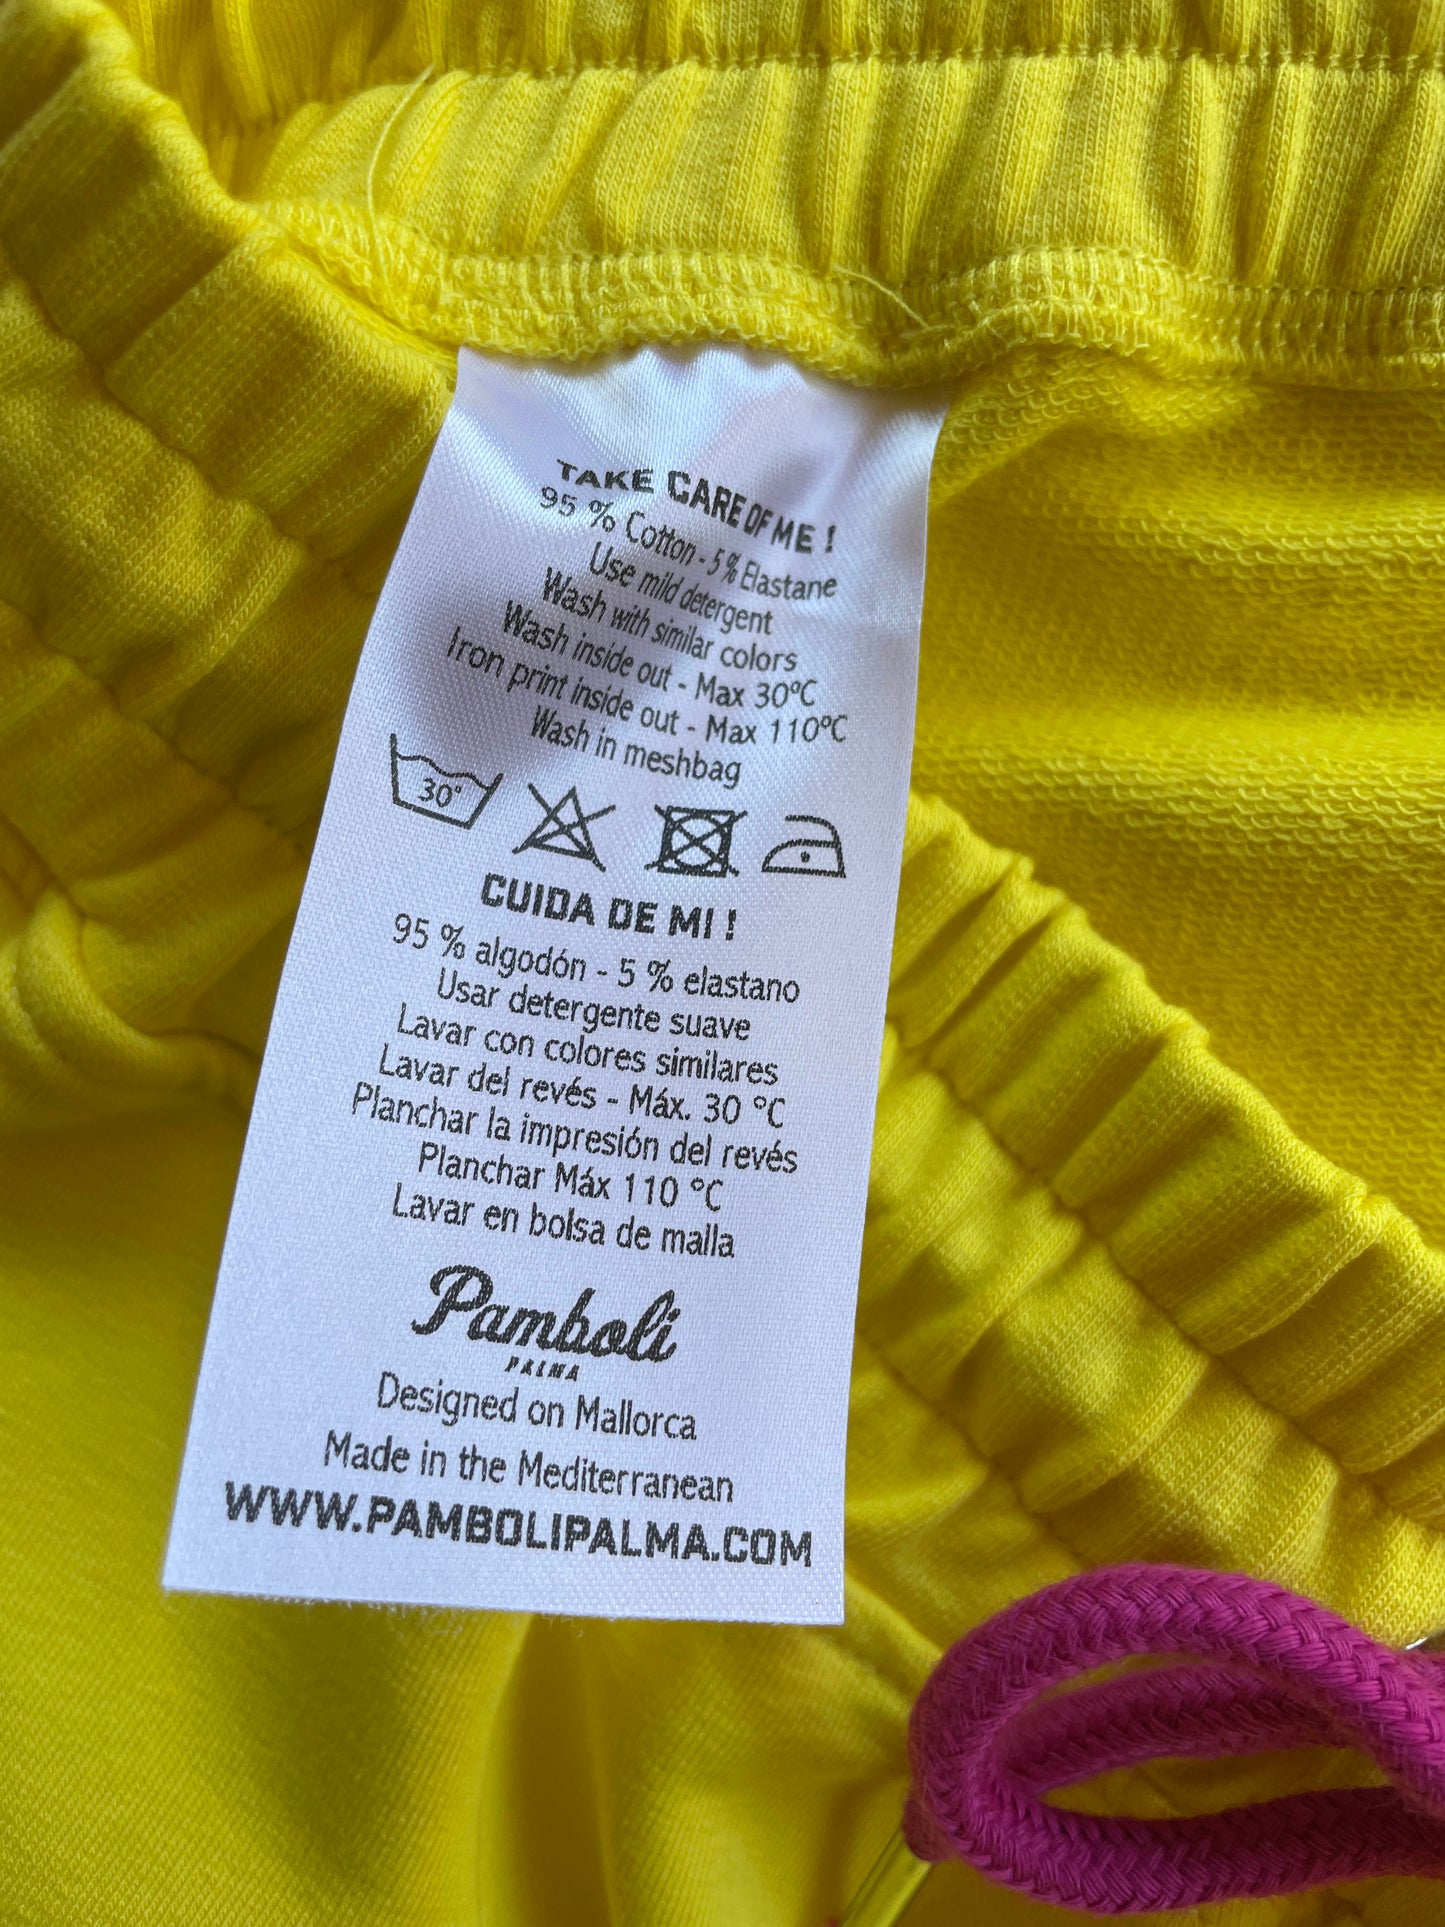 TAKE CARE OF ME !
95 % Cotton - 5 % Elastane
Use mild detergent
Wash with similar colors
Wash inside out - Max 30ºC
Iron print inside out - Max 110ºC
Wash in meshbag
30°
CUIDA DE MI !
95 % algodón - 5 % elastano
Usar detergente suave
Lavar con colores similares
Lavar del revés - Máx. 30 ºC
Planchar la impresión del revés
Planchar Máx 110 ºC
Lavar en bolsa de malla
Pamboli
PALMA
Designed on Mallorca
Made in the Mediterranean
WWW.PAMBOLIPALMA.COM